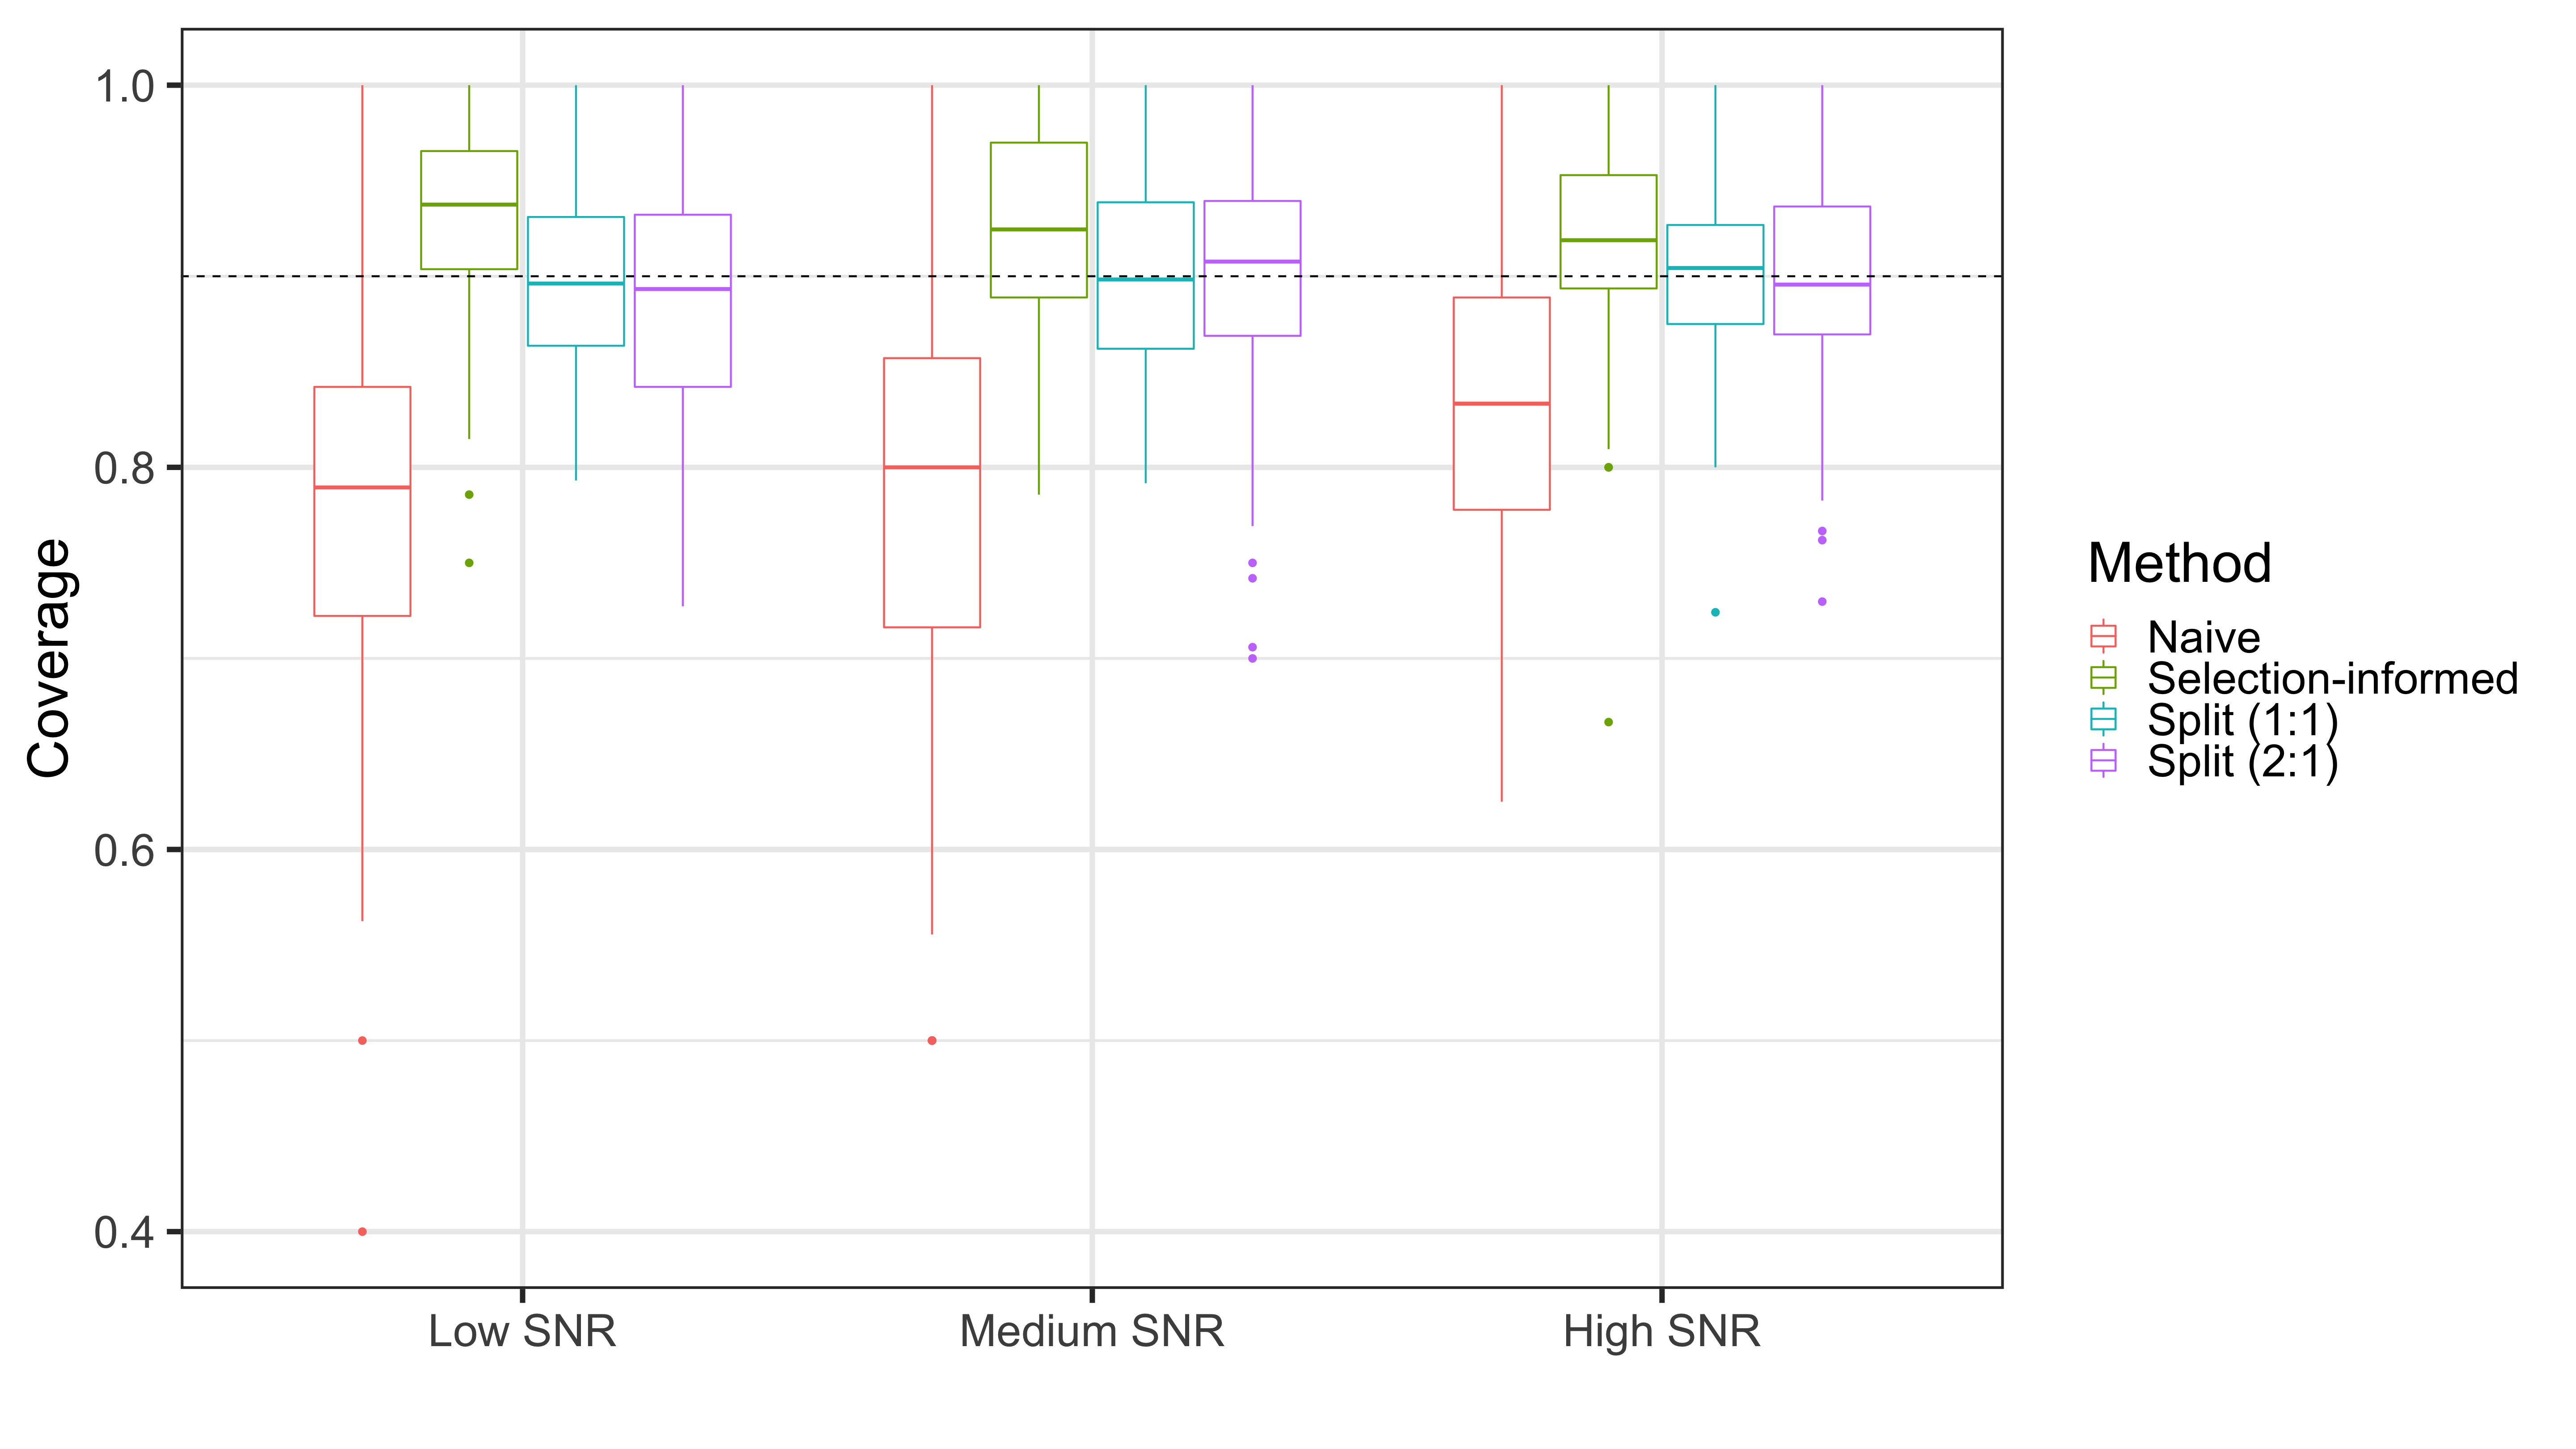 Coverage
1.0
0.8
0.6
0.4
Low SNR
Medium SNR
High SNR
Method
Naive
Selection-informed
Split (1:1)
Split (2:1)